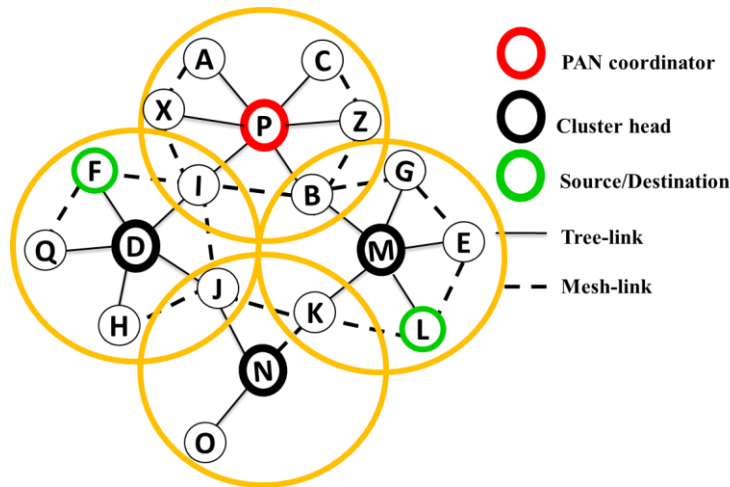 A
C
X
P
Z
F
I
B
G
Q
D
M
E
J
H
K
L
N
O
PAN coordinator
Cluster head
Source/Destination
Tree-link
Mesh-link